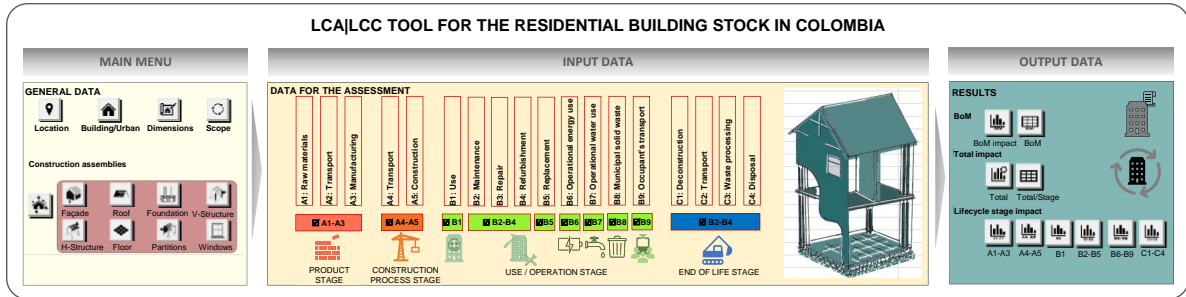 LCA|LCC TOOL FOR THE RESIDENTIAL BUILDING STOCK IN COLOMBIA
MAIN MENU
GENERAL DATA
Location
Building/Urban
Dimensions
Scope
Construction assemblies
Façade
Roof
Foundation
V-Structure
H-Structure
Floor
Partitions
Windows
INPUT DATA
DATA FOR THE ASSESSMENT
A1: Raw materials
A2: Transport
A3: Manufacturing
A4: Transport
A5: Construction
B1: Use
B2: Maintenance
B3: Repair
B4: Refurbishment
B5: Replacement
B6: Operational energy use
B7: Operational water use
B8: Municipal solid waste
B9: Occupant's transport
C1: Deconstruction
C2: Transport
C3: Waste processing
C4: Disposal
A1-A3
A4-A5
B1
B2-B4
B5
B6
B7
B8
B9
B2-B4
PRODUCT
STAGE
CONSTRUCTION
PROCESS STAGE
USE / OPERATION STAGE
END OF LIFE STAGE
OUTPUT DATA
RESULTS
BoM
BoM impact
BoM
Total impact
Total
Total/Stage
Lifecycle stage impact
A1-A3
A4-A5
B1
B2-B5
B6-B9
C1-C4